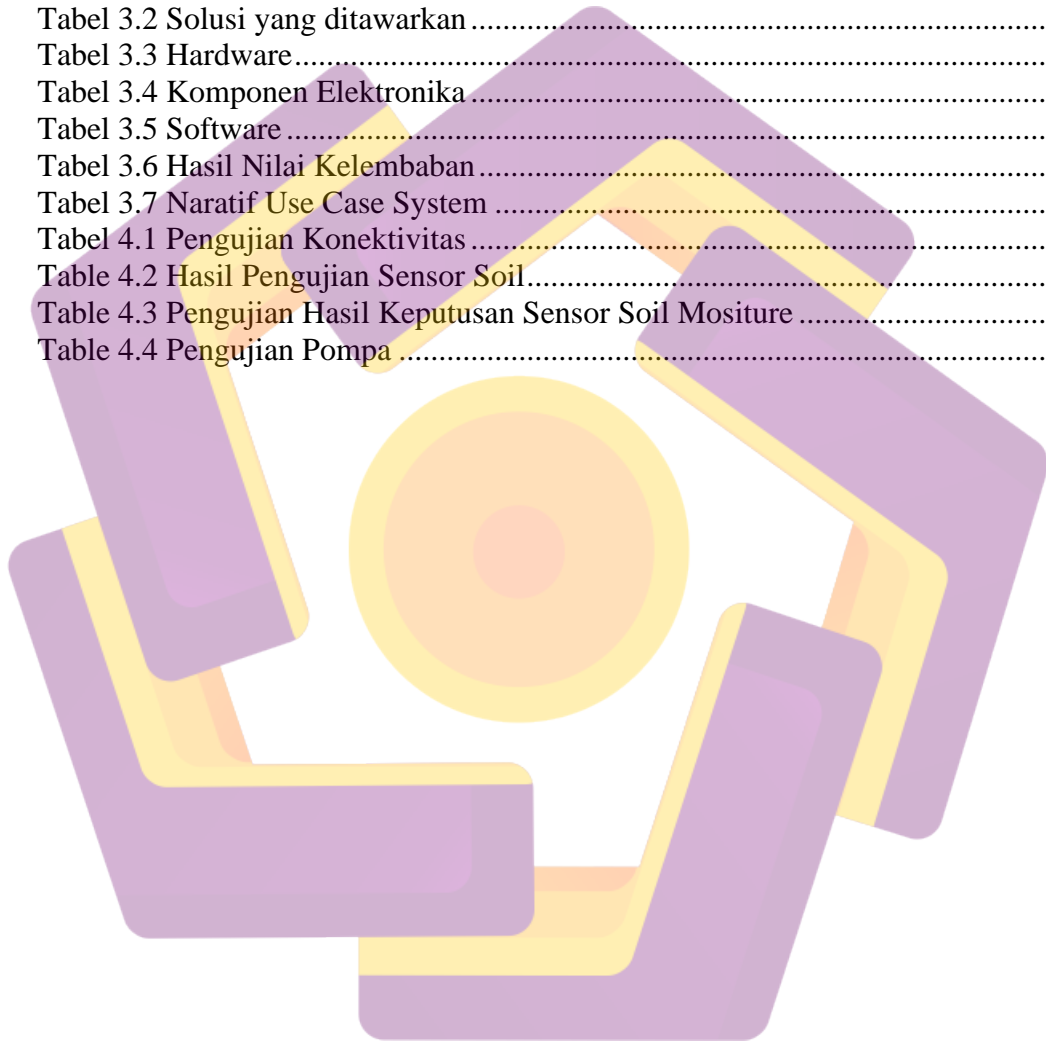 Tabel 3.2 Solusi yang ditawarkan ........................................................................
Tabel 3.3 Hardware ........................................................................
Tabel 3.4 Komponen Elektronika ........................................................................
Tabel 3.5 Software ........................................................................
Tabel 3.6 Hasil Nilai Kelembaban ........................................................................
Tabel 3.7 Naratif Use Case System ........................................................................
Tabel 4.1 Pengujian Konektivitas ........................................................................
Table 4.2 Hasil Pengujian Sensor Soil ........................................................................
Table 4.3 Pengujian Hasil Keputusan Sensor Soil Mositure ........................................
Table 4.4 Pengujian Pompa ........................................................................